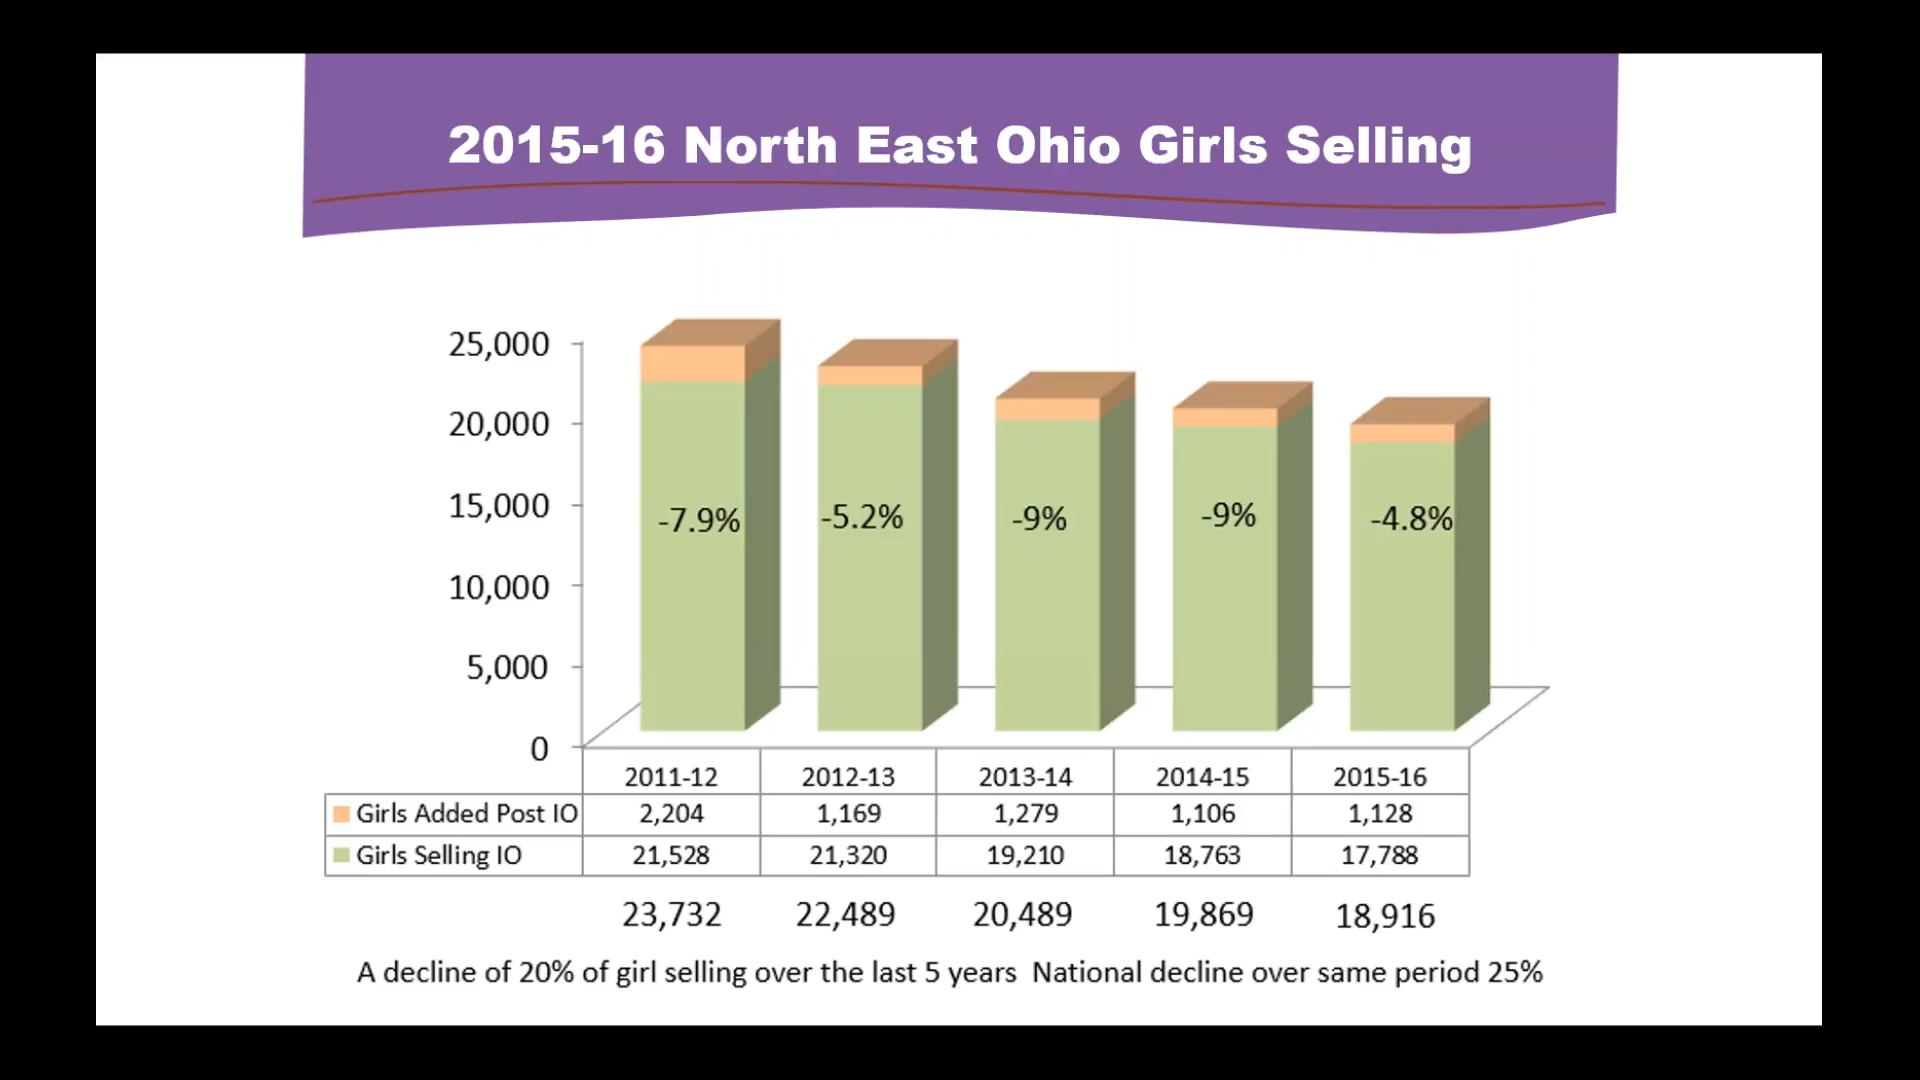 2015-16 North East Ohio Girls Selling
25,000
20,000
15,000
10,000
5,000
0
-7.9% -5.2% -9% -9% -4.8%
2011-12 2012-13 2013-14 2014-15 2015-16
Girls Added Post IO 2,204 1,169 1,279 1,106 1,128
Girls Selling IO 21,528 21,320 19,210 18,763 17,788
23,732 22,489 20,489 19,869 18,916
A decline of 20% of girl selling over the last 5 years National decline over same period 25%